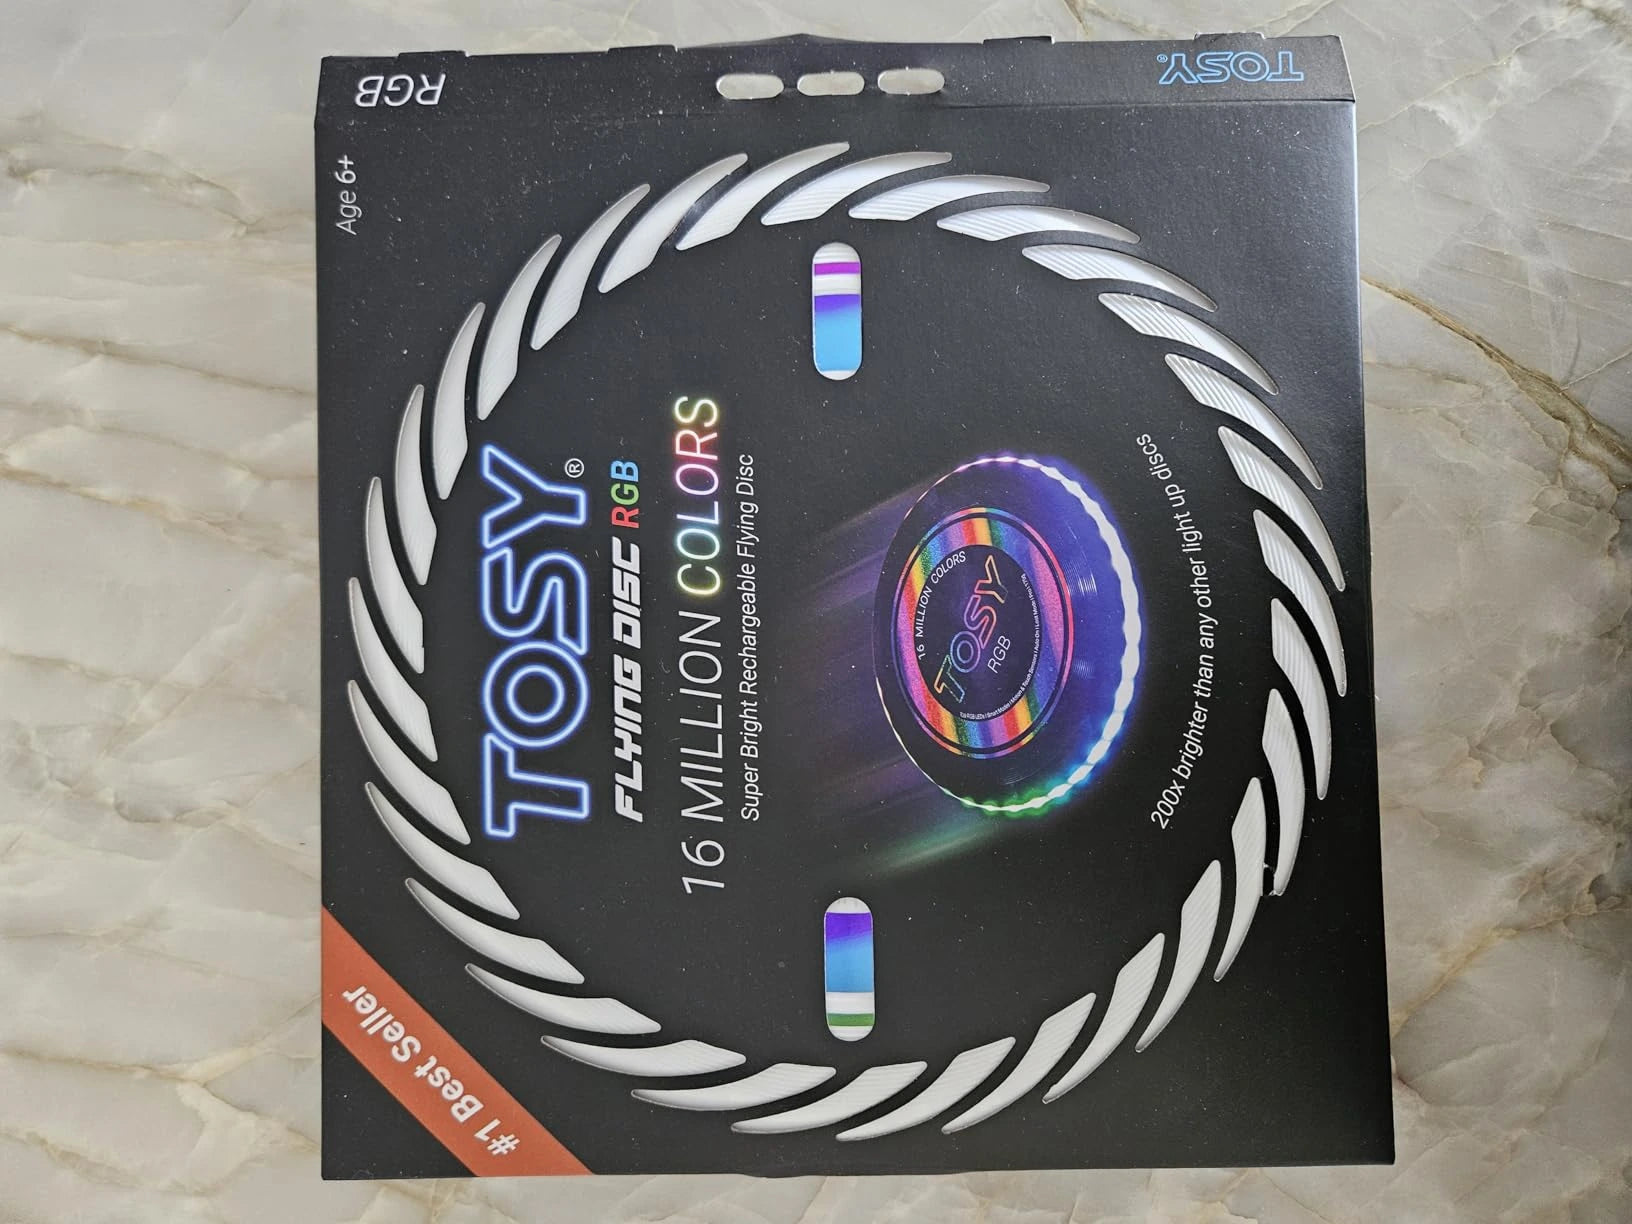 RGB
TOSY®
Age 6+
#1 Best Seller
TOSY®
FLYING DISC RGB
16 MILLION COLORS
Super Bright Rechargeable Flying Disc
16 MILLION COLORS
TOSY
RGB
200x brighter than any other light up discs